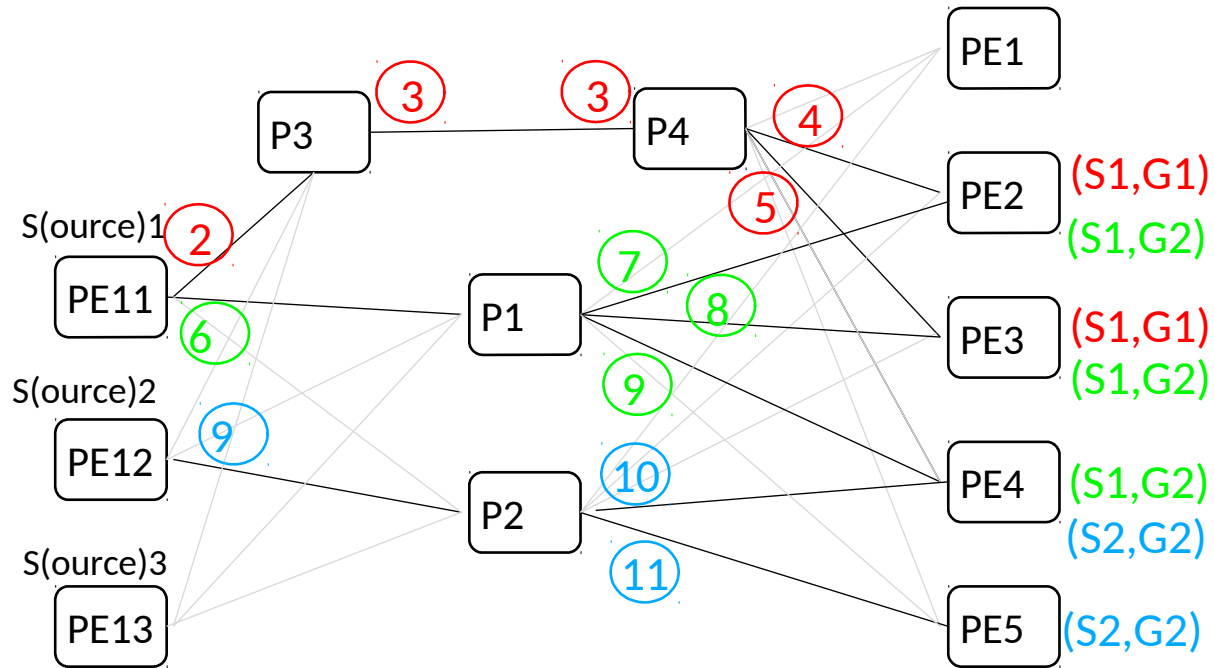 PE1
3
3
4
P3
P4
(S1,G1)
PE2
5
S(ource)1
2
(S1,G2)
7
PE11
8
6
P1
(S1,G1)
PE3
(S1,G2)
9
S(ource)2
9
PE12
10
(S1,G2)
PE4
P2
(S2,G2)
S(ource)3
11
PE13
PE5
(S2,G2)